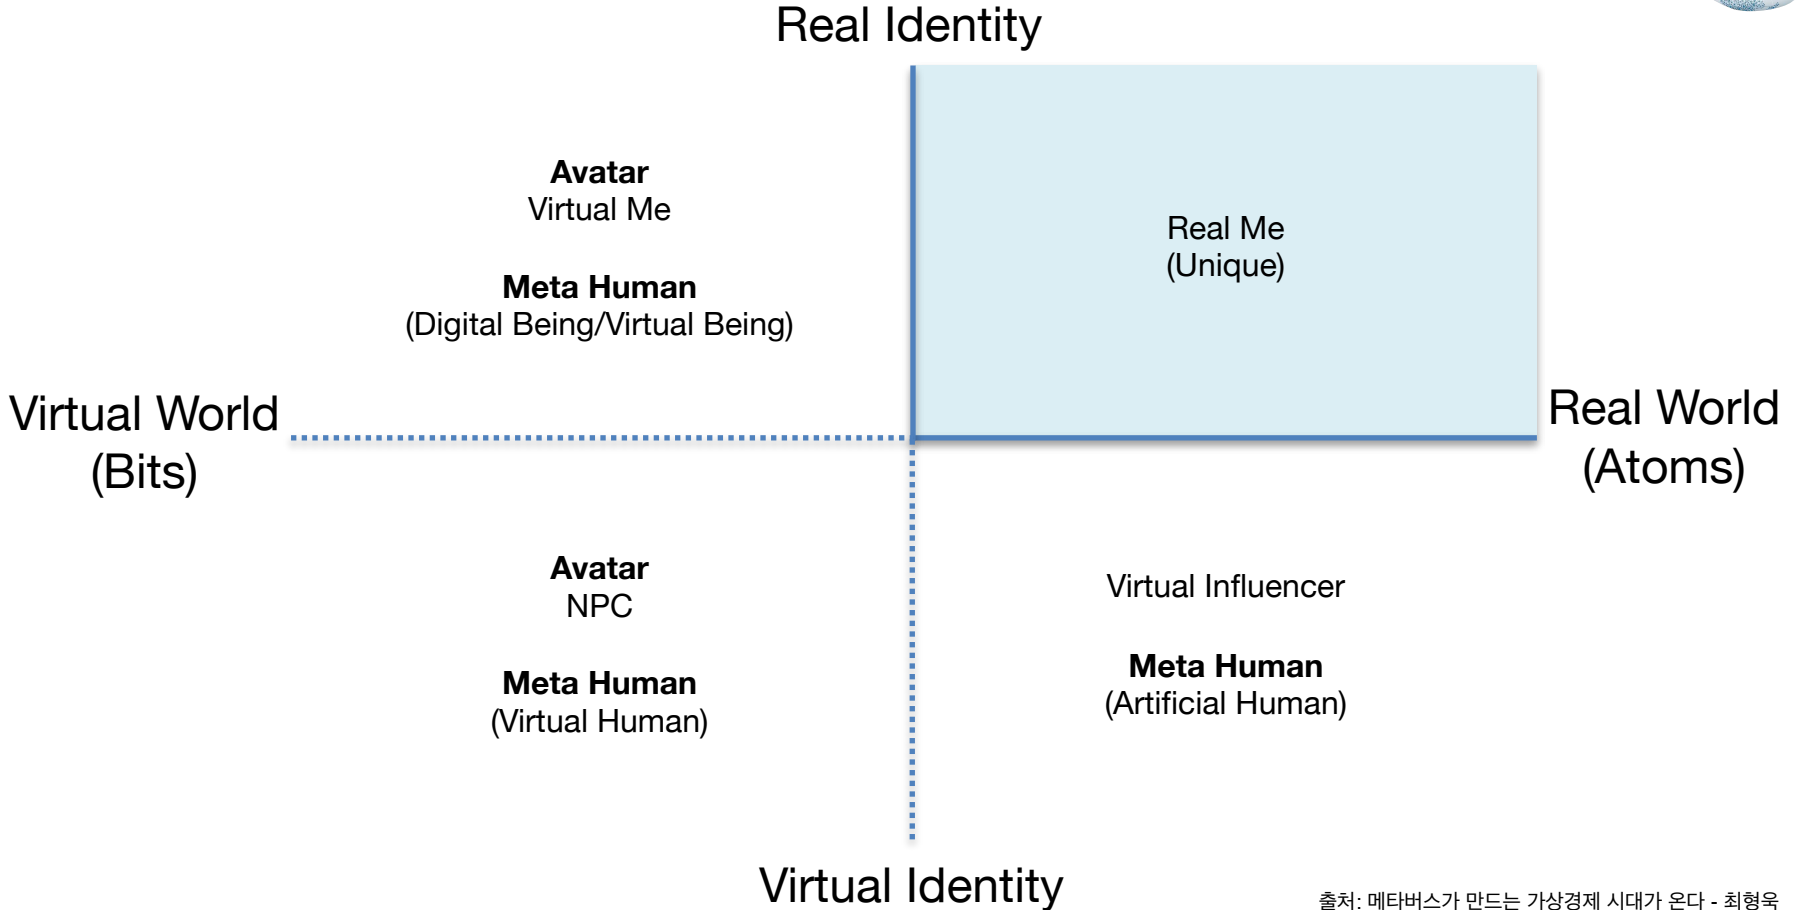 Real Identity
Avatar
Virtual Me
Meta Human
(Digital Being/Virtual Being)
Real Me
(Unique)
Virtual World
(Bits)
Real World
(Atoms)
Avatar
NPC
Meta Human
(Virtual Human)
Virtual Influencer
Meta Human
(Artificial Human)
Virtual Identity
출처: 메타버스가 만드는 가상경제 시대가 온다 - 최형욱